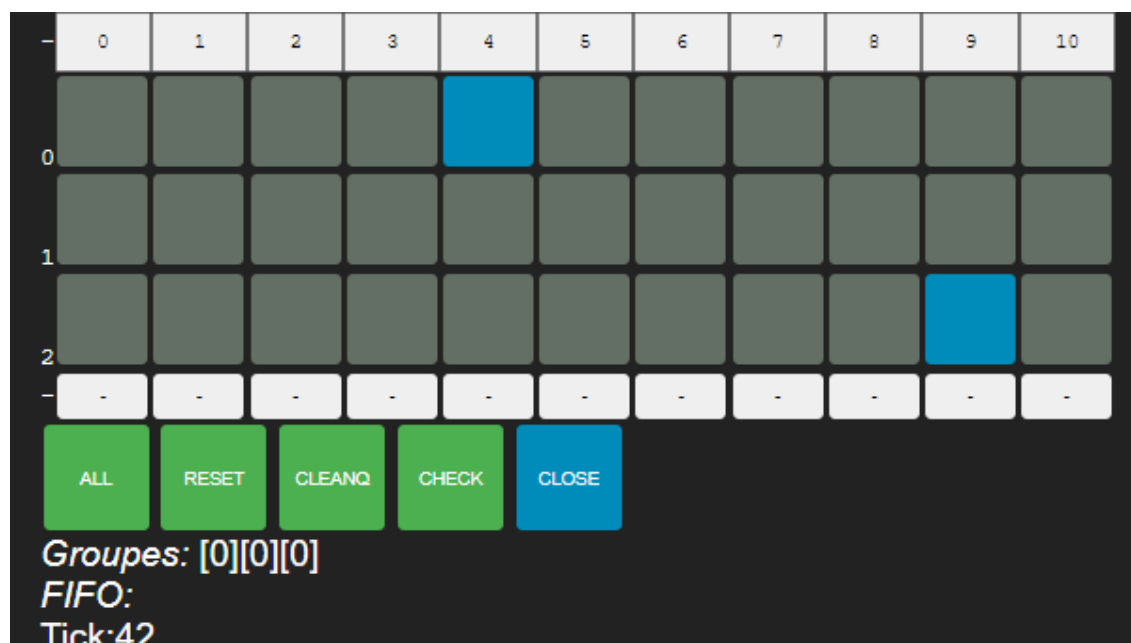 - 0 1 2 3 4 5 6 7 8 9 10
0
1
2
- - - - - - - - - - - -
ALL RESET CLEANQ CHECK CLOSE
Groupes: [0][0][0]
FIFO:
Tick:42